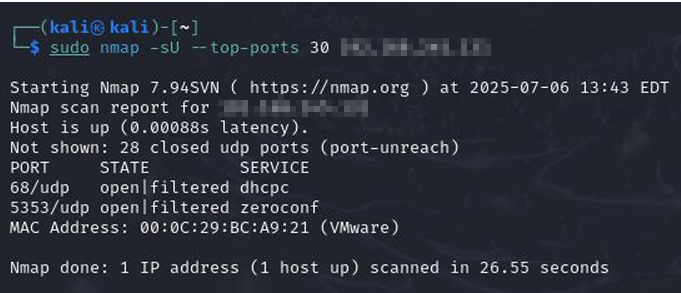 ┌──(kali㉿kali)-[~]
└─$ sudo nmap -sU --top-ports 30
Starting Nmap 7.94SVN ( https://nmap.org ) at 2025-07-06 13:43 EDT
Nmap scan report for
Host is up (0.00088s latency).
Not shown: 28 closed udp ports (port-unreach)
PORT STATE SERVICE
68/udp open|filtered dhcpc
5353/udp open|filtered zeroconf
MAC Address: 00:0C:29:BC:A9:21 (VMware)
Nmap done: 1 IP address (1 host up) scanned in 26.55 seconds